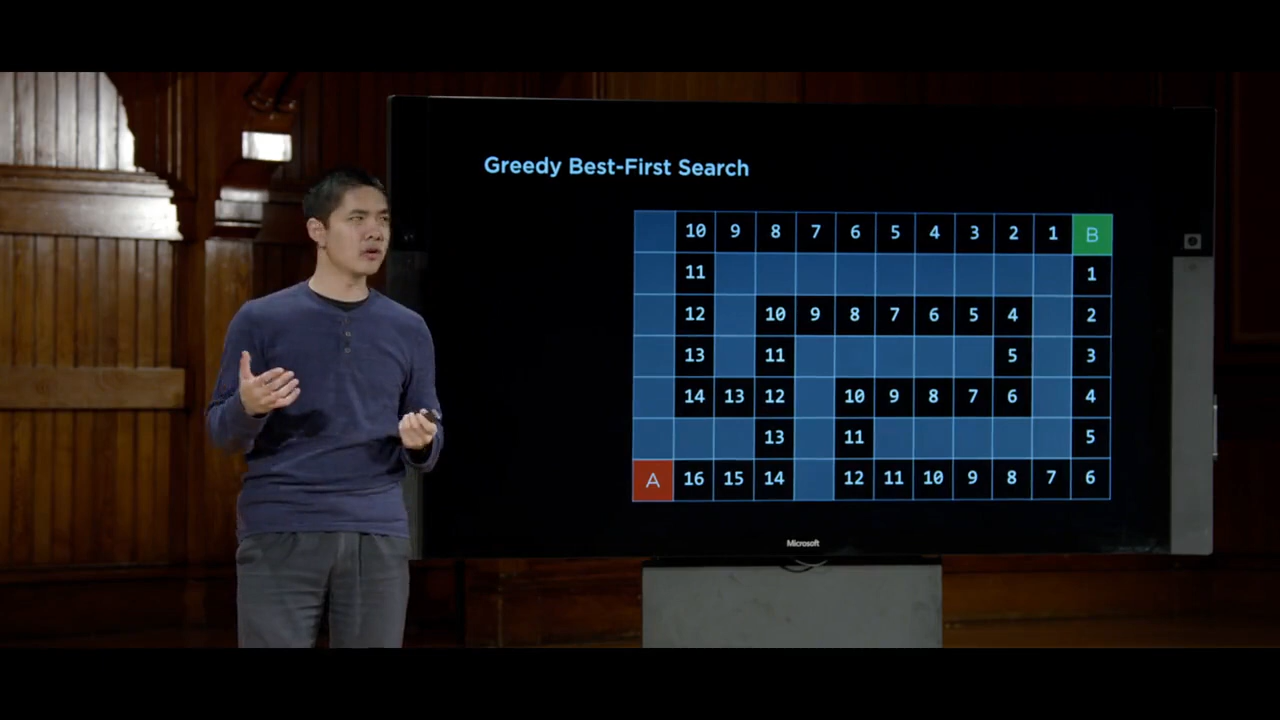 Greedy Best-First Search
10 9 8 7 6 5 4 3 2 1 B
11 1
12 10 9 8 7 6 5 4 2
13 11 5 3
14 13 12 10 9 8 7 6 4
13 11 5
A 16 15 14 12 11 10 9 8 7 6
Microsoft